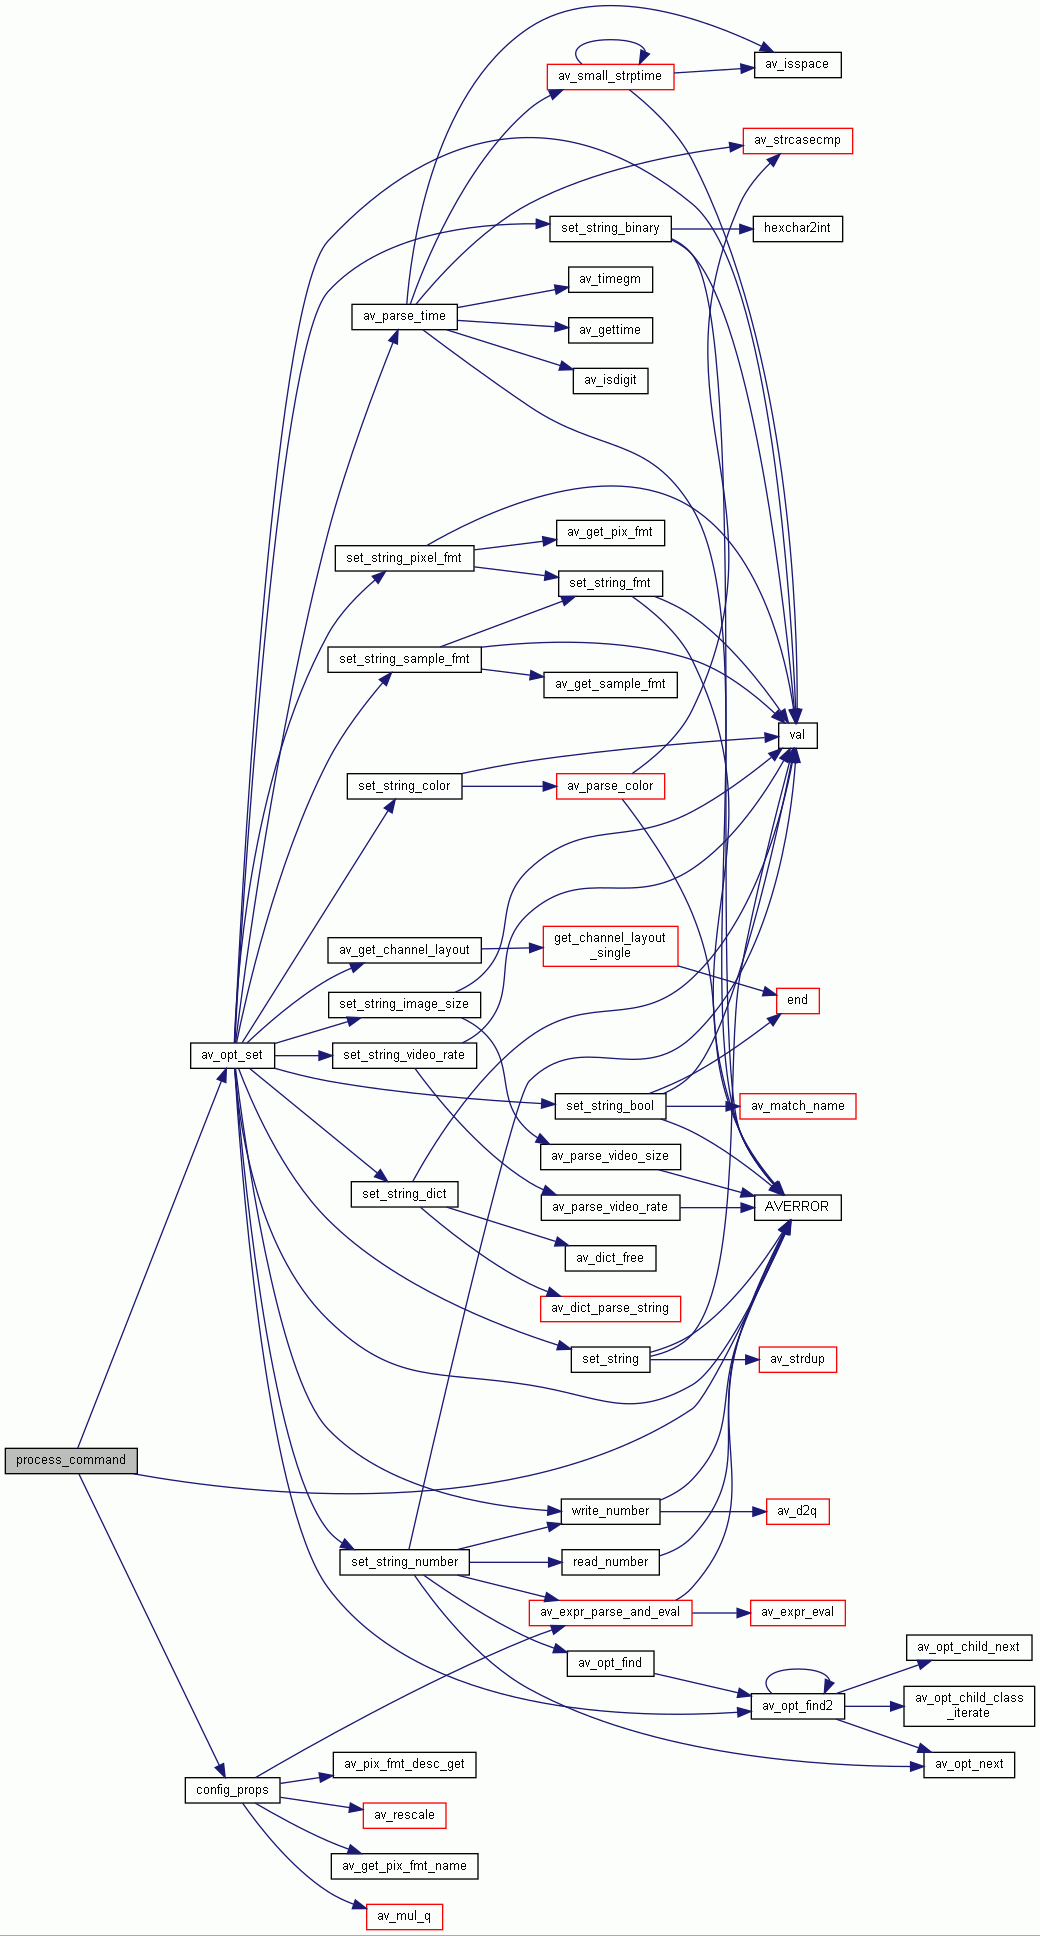 av_isspace
av_small_strptime
av_strcasecmp
set_string_binary
hexchar2int
av_timegm
av_parse_time
av_gettime
av_isdigit
av_get_pix_fmt
set_string_pixel_fmt
set_string_fmt
set_string_sample_fmt
av_get_sample_fmt
val
set_string_color
av_parse_color
av_get_channel_layout
get_channel_layout
_single
end
set_string_image_size
av_opt_set
set_string_video_rate
set_string_bool
av_match_name
av_parse_video_size
set_string_dict
av_parse_video_rate
AVERROR
av_dict_free
av_dict_parse_string
set_string
av_strdup
process_command
write_number
av_d2q
set_string_number
read_number
av_expr_parse_and_eval
av_expr_eval
av_opt_find
av_opt_child_next
av_opt_find2
av_opt_child_class
_iterate
av_opt_next
av_pix_fmt_desc_get
config_props
av_rescale
av_get_pix_fmt_name
av_mul_q